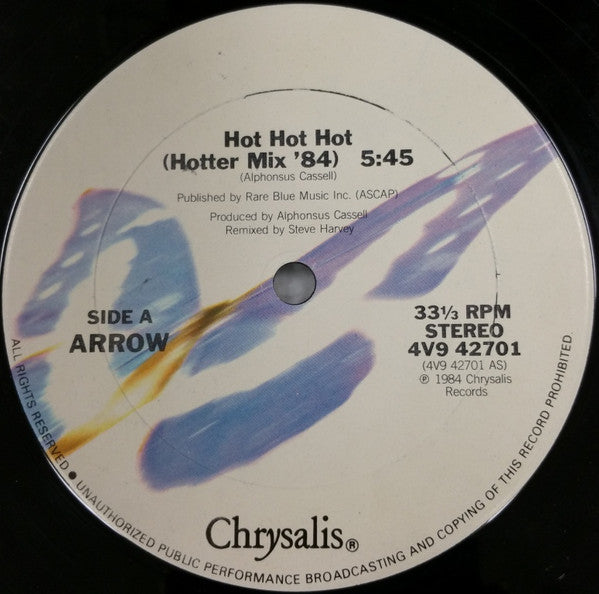 Hot Hot Hot
(Hotter Mix '84) 5:45
(Alphonsus Cassell)
Published by Rare Blue Music Inc. (ASCAP)
Produced by Alphonsus Cassell
Remixed by Steve Harvey
SIDE A
ARROW
33⅓ RPM
STEREO
4V9 42701
(4V9 42701 AS)
℗ 1984 Chrysalis
Records
Chrysalis®
ALL RIGHTS RESERVED ● UNAUTHORIZED PUBLIC PERFORMANCE BROADCASTING AND COPYING OF THIS RECORD PROHIBITED.